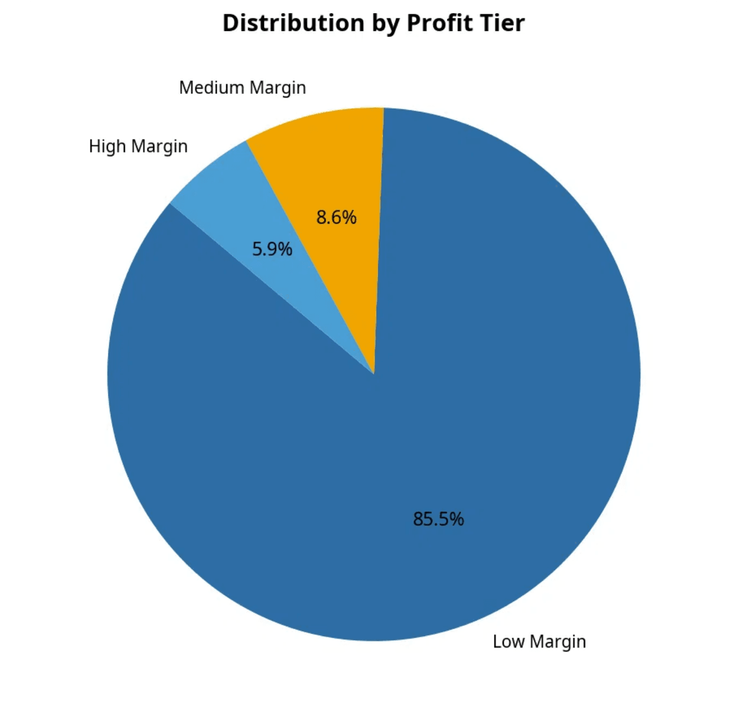 Distribution by Profit Tier
Medium Margin
High Margin
8.6%
5.9%
85.5%
Low Margin